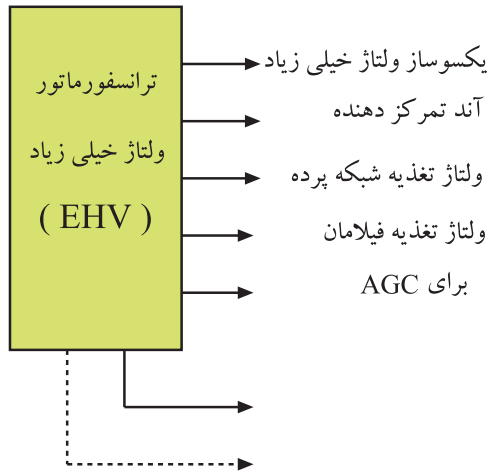 ترانسفورماتور
ولتاژ خیلی زیاد
( EHV )
یکسوساز ولتاژ خیلی زیاد
آند تمرکز دهنده
ولتاژ تغذیه شبکه پرده
ولتاژ تغذیه فیلامان
برای AGC